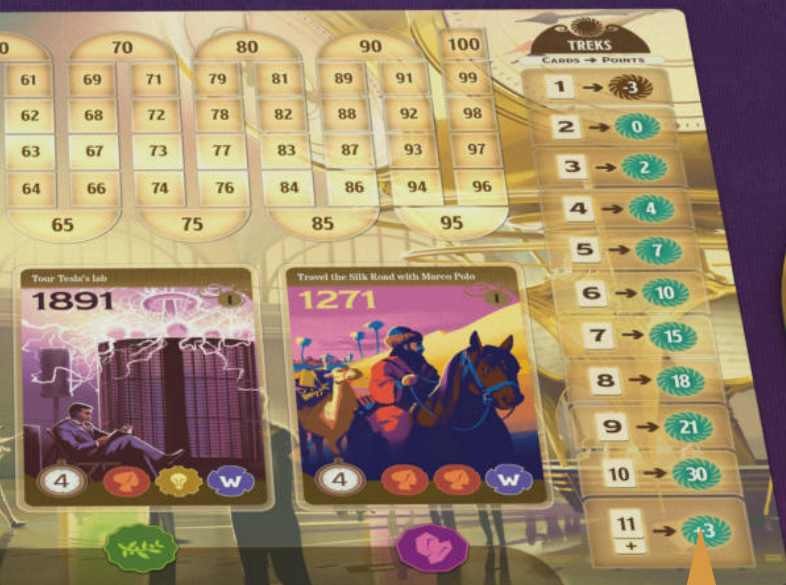 70 80 90 100
61 69 71 79 81 89 91 99
62 68 72 78 82 88 92 98
63 67 73 77 83 87 93 97
64 66 74 76 84 86 94 96
65 75 85 95
TREKS
CARDS → POINTS
1 → -3
2 → 0
3 → 2
4 → 4
5 → 7
6 → 10
7 → 15
8 → 18
9 → 21
10 → 30
11 + → +3
Tour Tesla's lab
1891
I
4 W
Travel the Silk Road with Marco Polo
1271
I
4 W